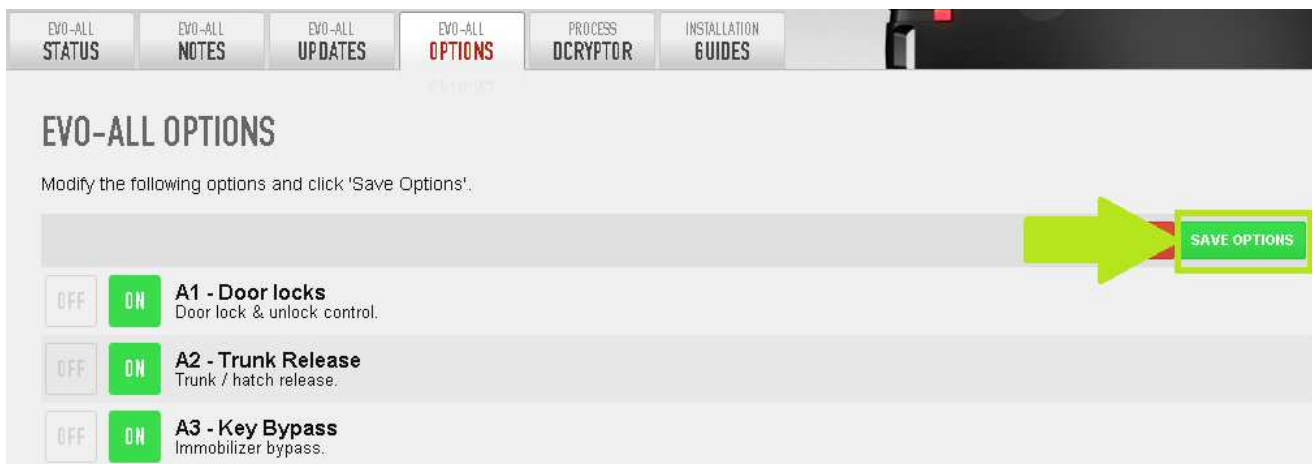 EVO-ALL EVO-ALL EVO-ALL EVO-ALL PROCESS INSTALLATION
STATUS NOTES UPDATES OPTIONS DCRYPTOR GUIDES
EVO-ALL OPTIONS
Modify the following options and click 'Save Options'.
SAVE OPTIONS
OFF ON A1 - Door locks
Door lock & unlock control.
OFF ON A2 - Trunk Release
Trunk / hatch release.
OFF ON A3 - Key Bypass
Immobilizer bypass.